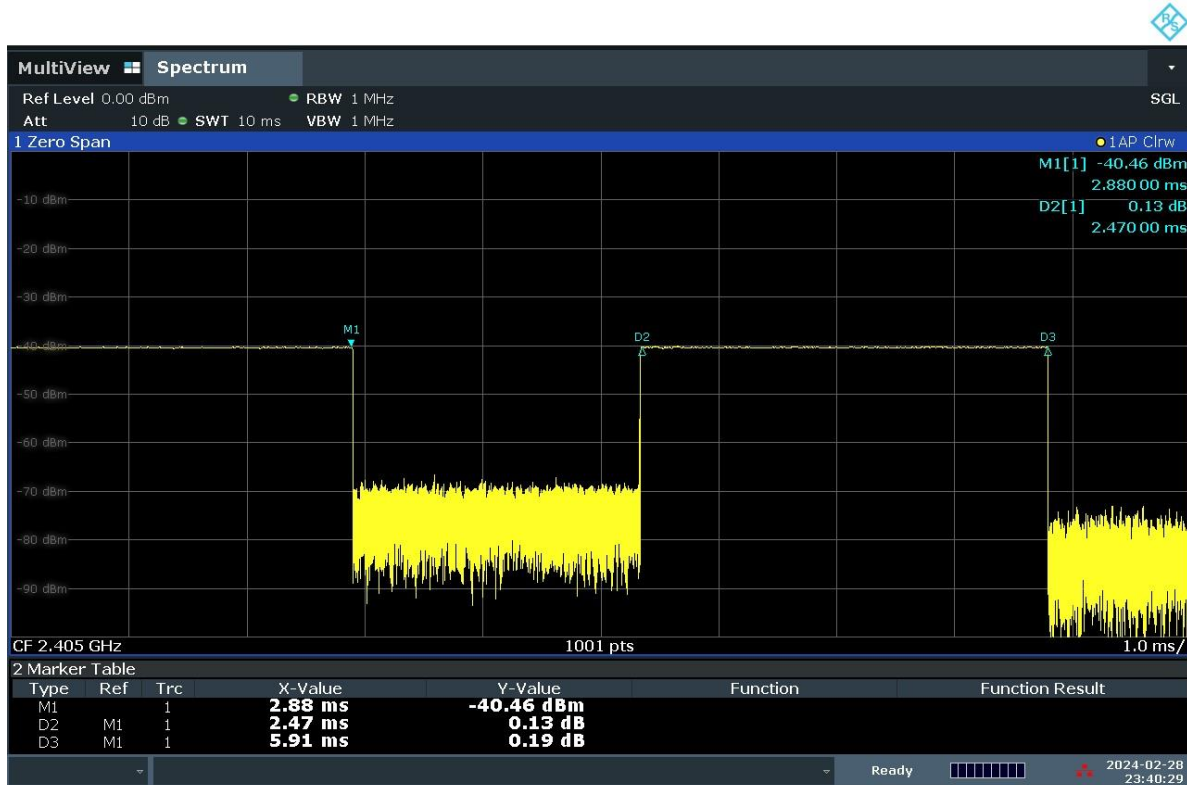 R&S
MultiView Spectrum
Ref Level 0.00 dBm RBW 1 MHz SGL
Att 10 dB SWT 10 ms VBW 1 MHz
1 Zero Span 1AP Clrw
M1[1] -40.46 dBm
2.88000 ms
-10 dBm
D2[1] 0.13 dB
2.47000 ms
-20 dBm
-30 dBm
M1
D2
D3
-40 dBm
-50 dBm
-60 dBm
-70 dBm
-80 dBm
-90 dBm
CF 2.405 GHz 1001 pts 1.0 ms/
2 Marker Table
Type Ref Trc X-Value Y-Value Function Function Result
M1 1 2.88 ms -40.46 dBm
D2 M1 1 2.47 ms 0.13 dB
D3 M1 1 5.91 ms 0.19 dB
Ready 2024-02-28
23:40:29